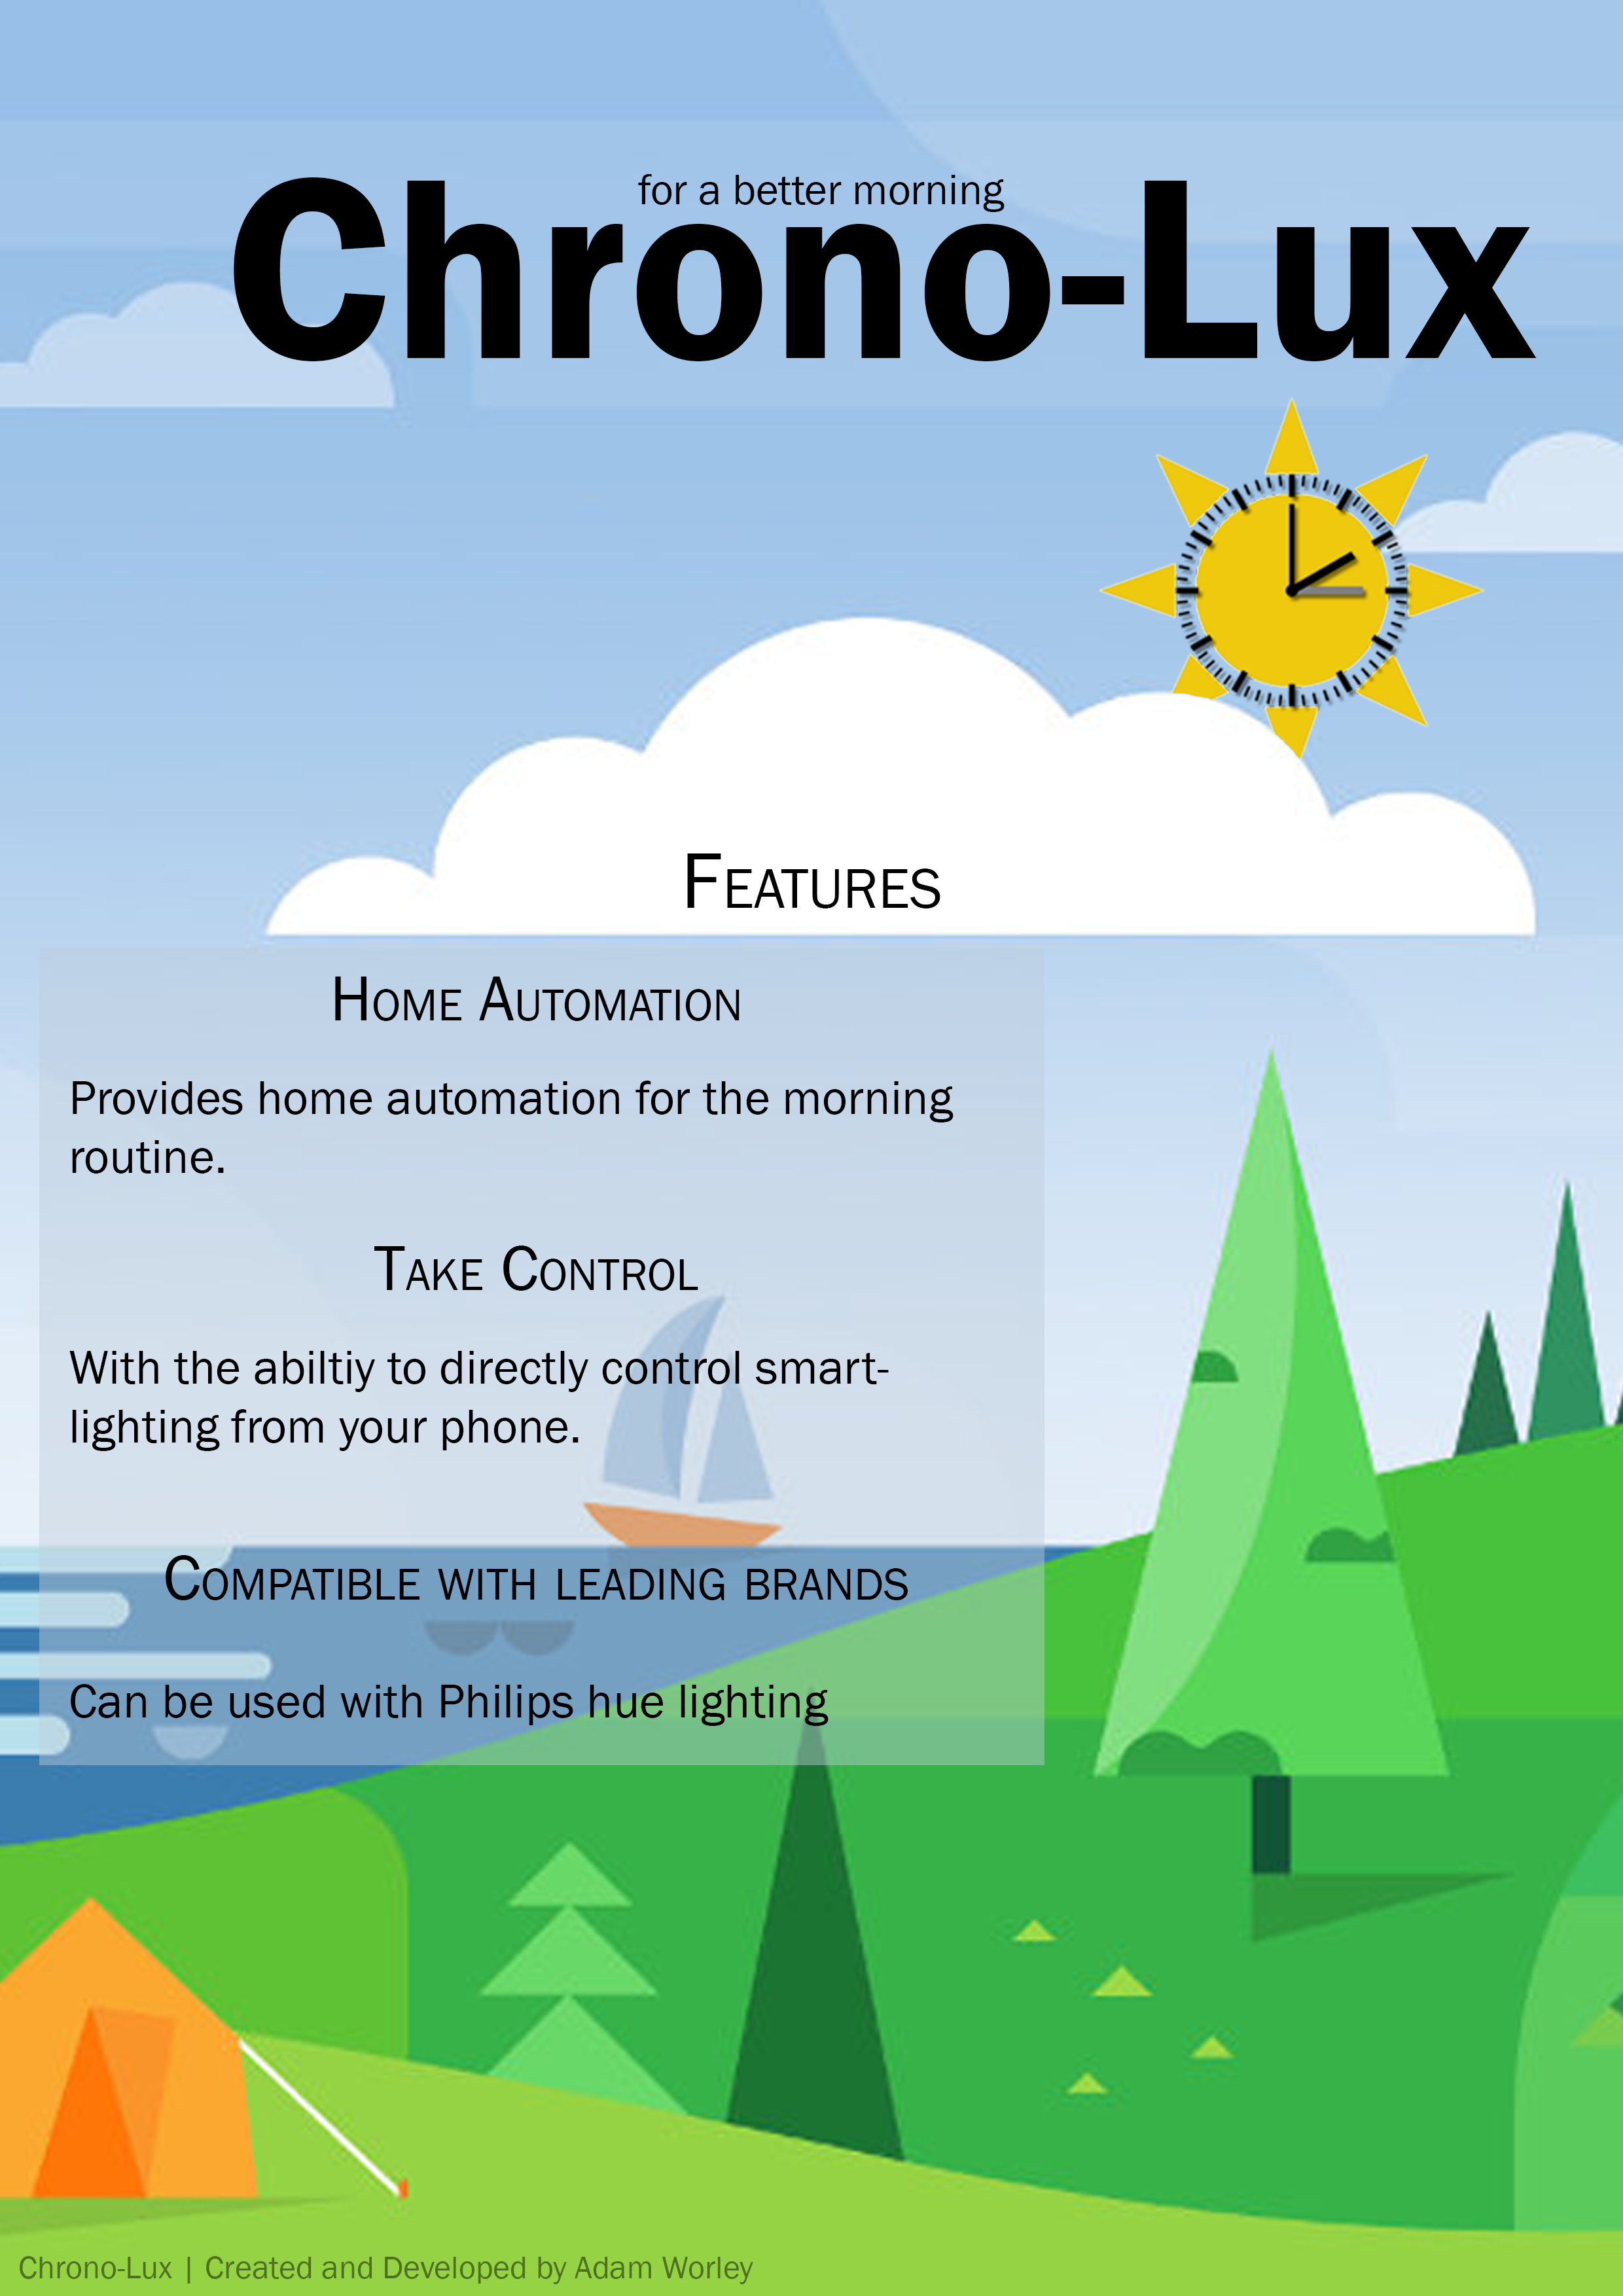 for a better morning
Chrono-Lux
Features
Home Automation
Provides home automation for the morning
routine.
Take Control
With the abiltiy to directly control smart-
lighting from your phone.
Compatible with leading brands
Can be used with Philips hue lighting
Chrono-Lux | Created and Developed by Adam Worley